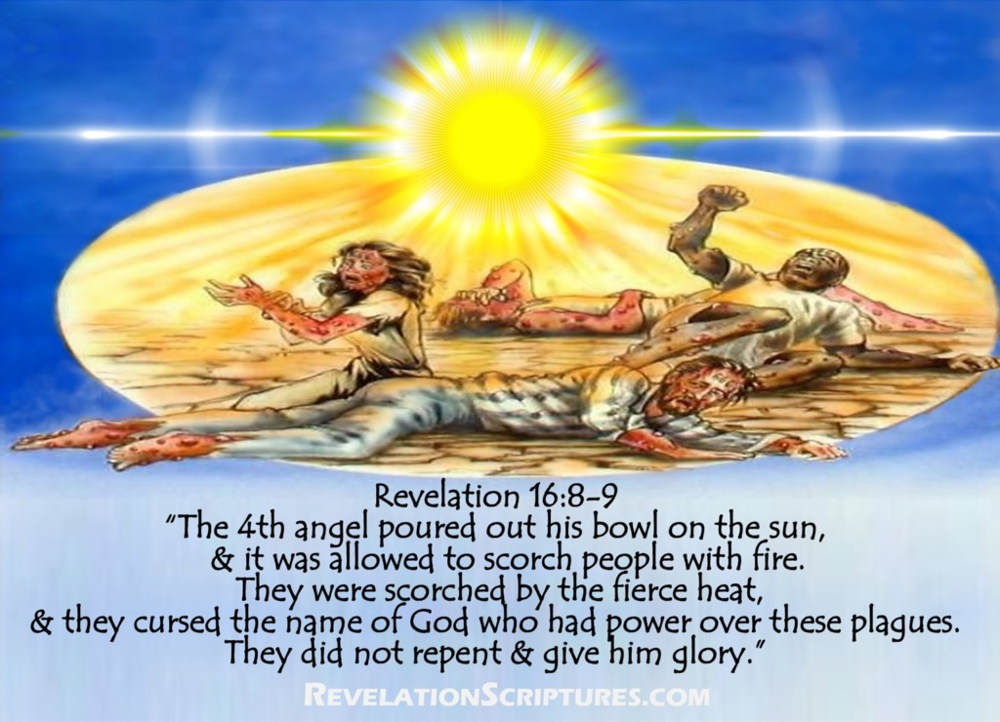 Revelation 16:8-9
"The 4th angel poured out his bowl on the sun,
& it was allowed to scorch people with fire.
They were scorched by the fierce heat,
& they cursed the name of God who had power over these plagues.
They did not repent & give him glory."
RevelationScriptures.com